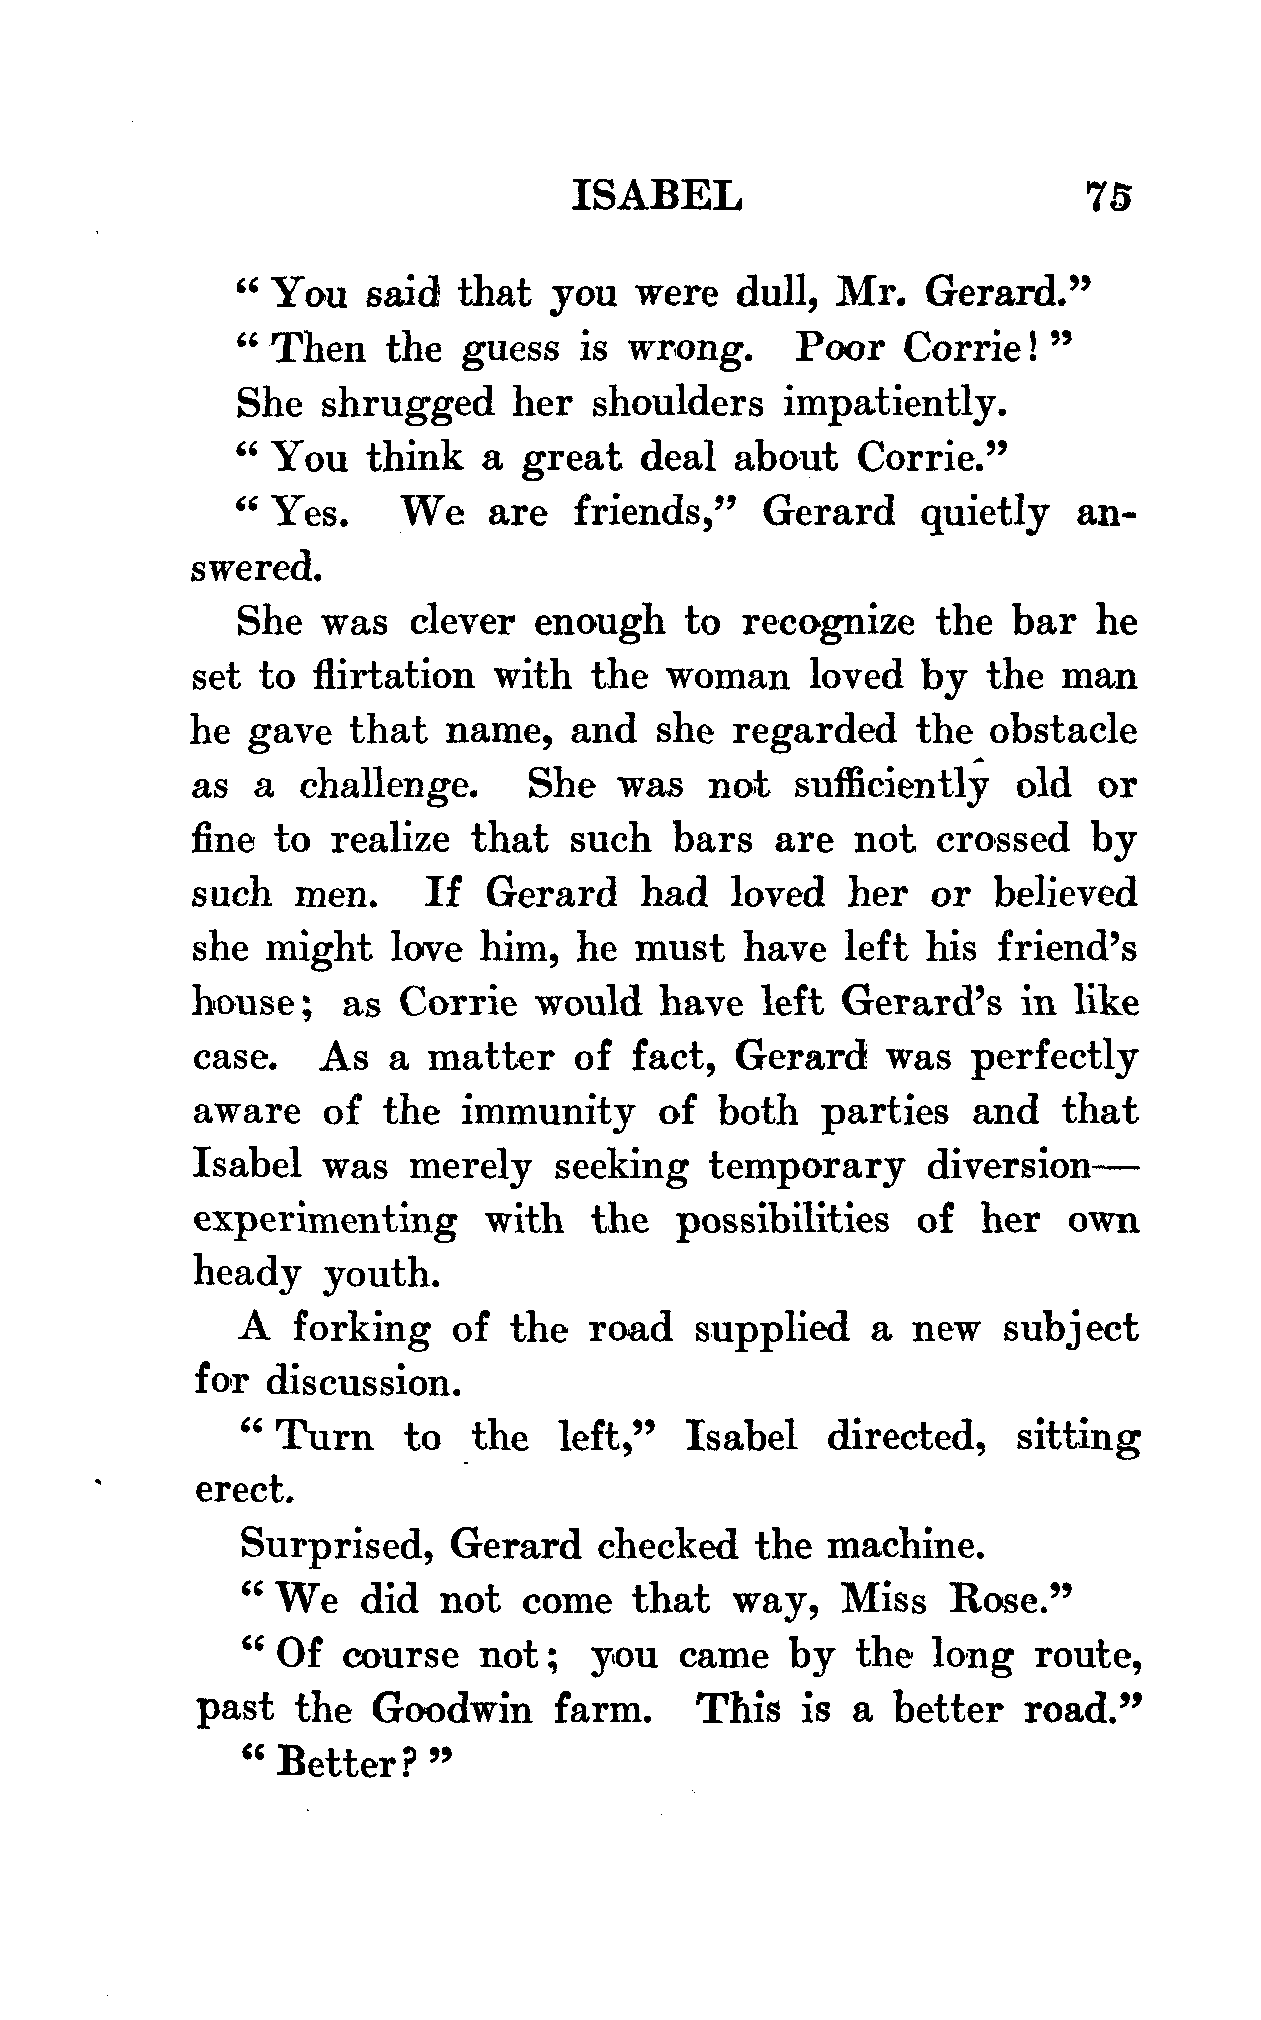 ISABEL 75
“ You said that you were dull, Mr. Gerard.”
“ Then the guess is wrong. Poor Corrie! ”
She shrugged her shoulders impatiently.
“ You think a great deal about Corrie.”
“ Yes. We are friends,” Gerard quietly an-
swered.
She was clever enough to recognize the bar he
set to flirtation with the woman loved by the man
he gave that name, and she regarded the obstacle
as a challenge. She was not sufficiently old or
fine to realize that such bars are not crossed by
such men. If Gerard had loved her or believed
she might love him, he must have left his friend’s
house; as Corrie would have left Gerard’s in like
case. As a matter of fact, Gerard was perfectly
aware of the immunity of both parties and that
Isabel was merely seeking temporary diversion—
experimenting with the possibilities of her own
heady youth.
A forking of the road supplied a new subject
for discussion.
“ Turn to the left,” Isabel directed, sitting
erect.
Surprised, Gerard checked the machine.
“ We did not come that way, Miss Rose.”
“ Of course not; you came by the long route,
past the Goodwin farm. This is a better road.”
“ Better? ”